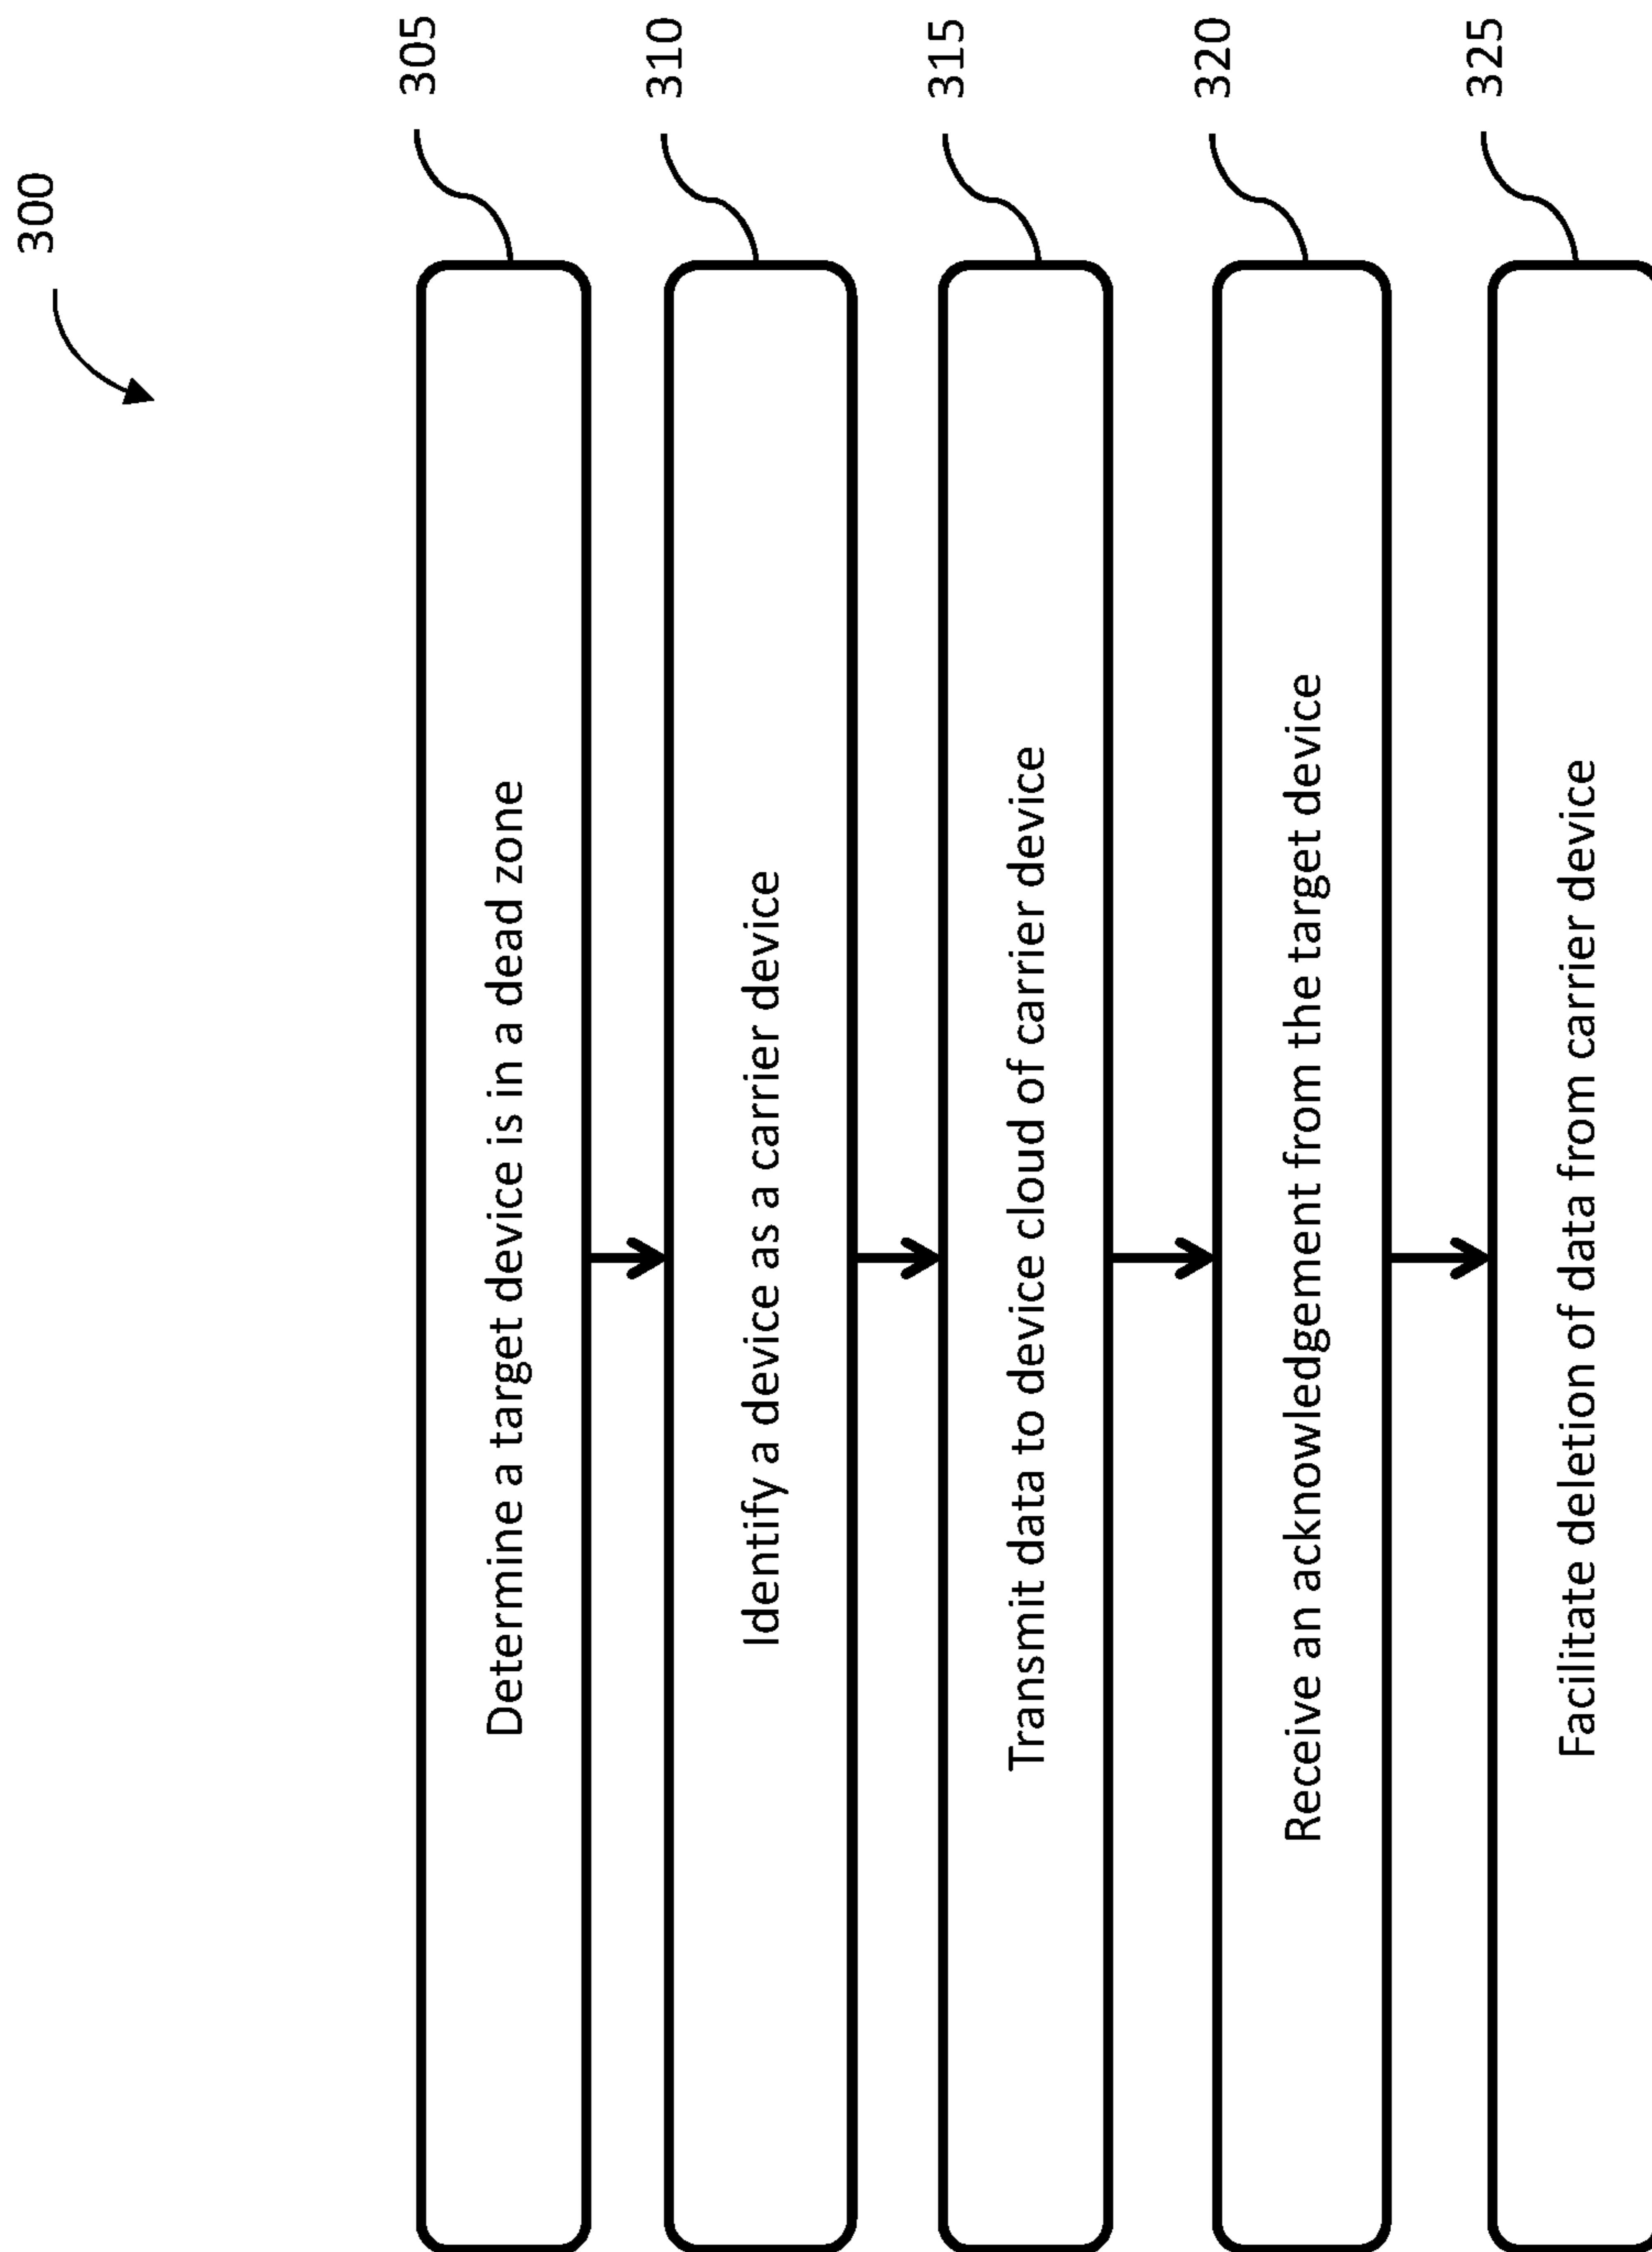 300
Determine a target device is in a dead zone
305
Identify a device as a carrier device
310
Transmit data to device cloud of carrier device
315
Receive an acknowledgement from the target device
320
Facilitate deletion of data from carrier device
325